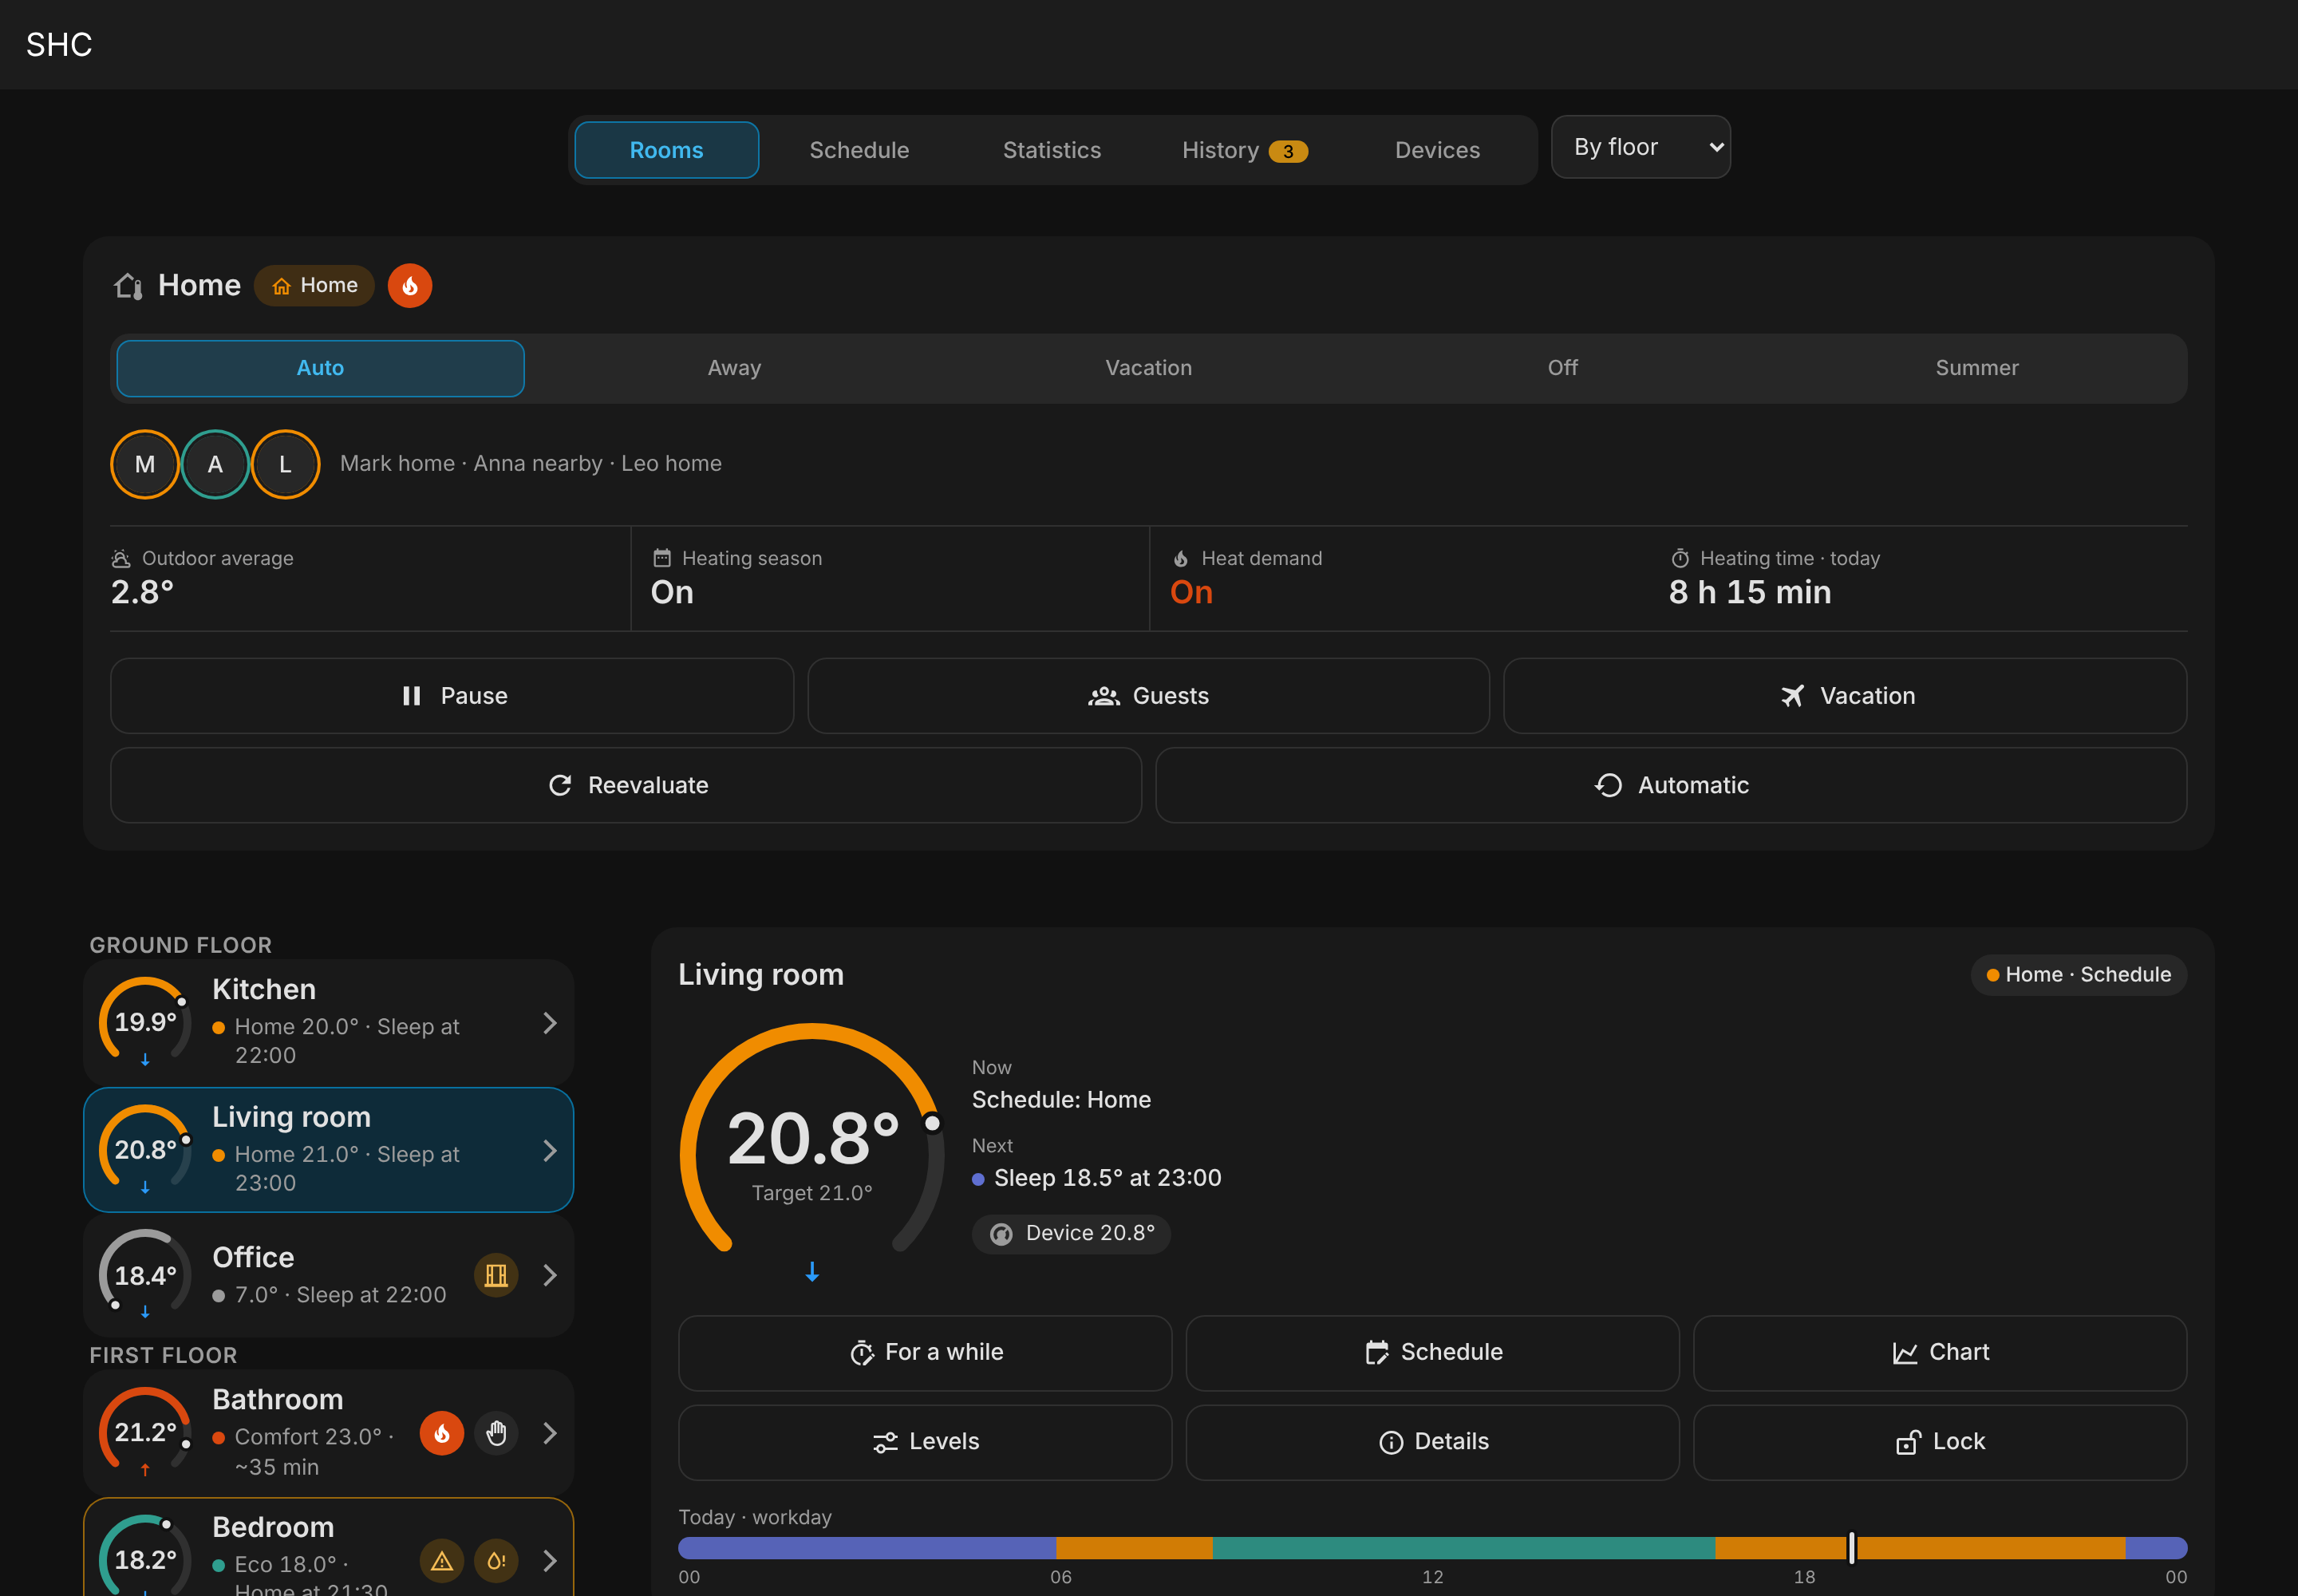 SHC
Rooms
Schedule
Statistics
History 3
Devices
By floor
Home
Home
Auto
Away
Vacation
Off
Summer
M
A
L
Mark home · Anna nearby · Leo home
Outdoor average
2.8°
Heating season
On
Heat demand
On
Heating time · today
8 h 15 min
Pause
Guests
Vacation
Reevaluate
Automatic
GROUND FLOOR
Kitchen
19.9°
Home 20.0° · Sleep at
22:00
Living room
20.8°
Home 21.0° · Sleep at
23:00
Office
18.4°
7.0° · Sleep at 22:00
FIRST FLOOR
Bathroom
21.2°
Comfort 23.0° ·
~35 min
Bedroom
18.2°
Eco 18.0° ·
Home at 21:30
Living room
Home · Schedule
20.8°
Target 21.0°
Now
Schedule: Home
Next
Sleep 18.5° at 23:00
Device 20.8°
For a while
Schedule
Chart
Levels
Details
Lock
Today · workday
00
06
12
18
00